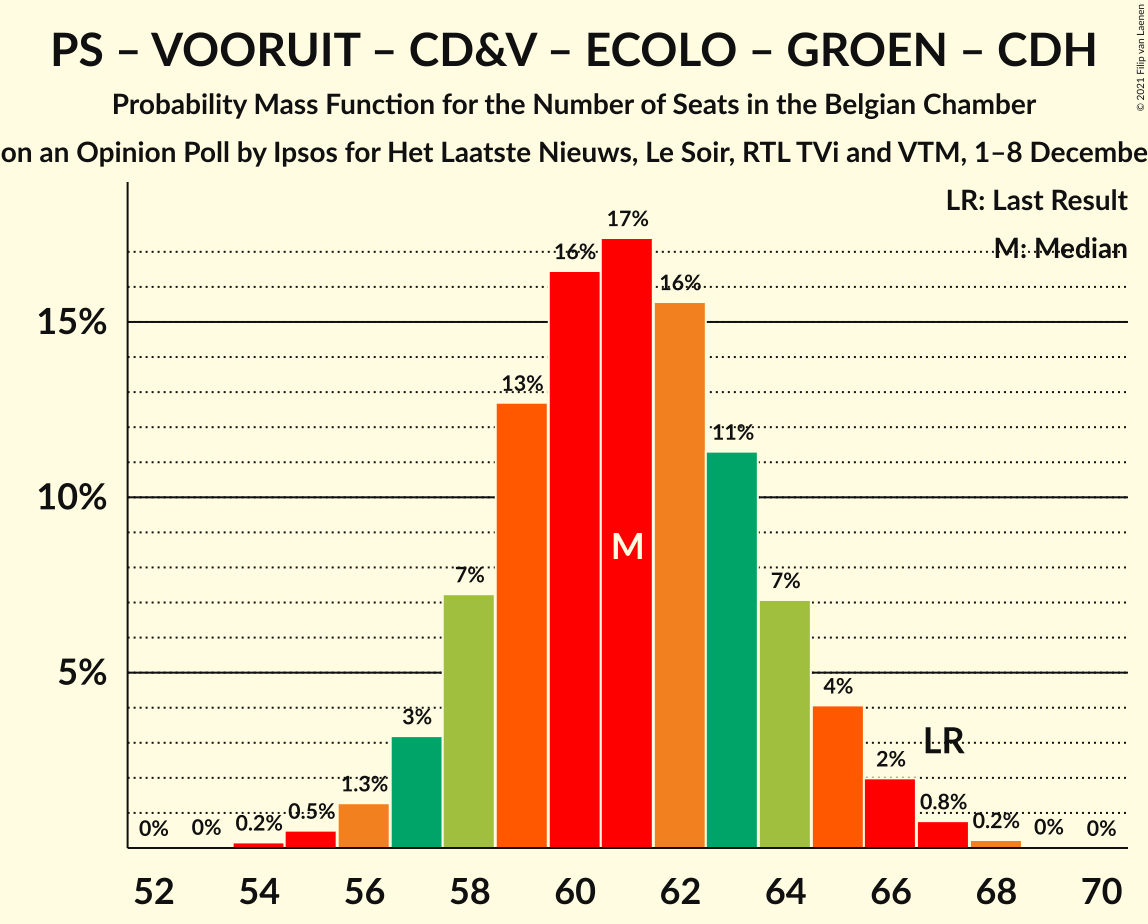 PS – VOORUIT – CD&V – ECOLO – GROEN – CDH
Probability Mass Function for the Number of Seats in the Belgian Chamber
on an Opinion Poll by Ipsos for Het Laatste Nieuws, Le Soir, RTL TVi and VTM, 1–8 Decembe
© 2021 Filip van Laenen
LR: Last Result
M: Median
15%
10%
5%
0% 0% 0.2% 0.5% 1.3% 3% 7% 13% 16% 17% 16% 11% 7% 4% 2% 0.8% 0.2% 0% 0%
M
LR
52 54 56 58 60 62 64 66 68 70